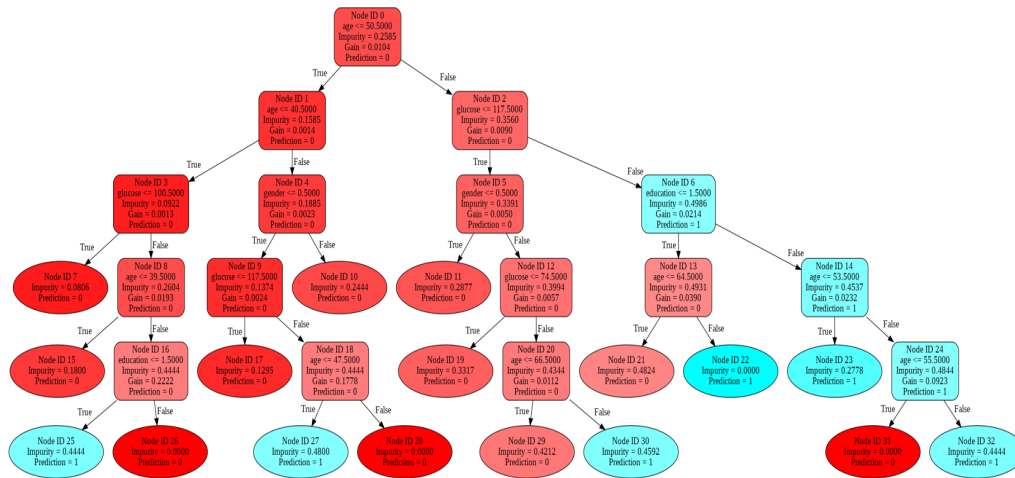 Node ID 0
age <= 50.5000
Impurity = 0.2585
Gain = 0.0104
Prediction = 0
True
False
Node ID 1
age <= 40.5000
Impurity = 0.1585
Gain = 0.0014
Prediction = 0
Node ID 2
glucose <= 117.5000
Impurity = 0.3560
Gain = 0.0090
Prediction = 0
True
False
True
False
Node ID 3
glucose <= 100.5000
Impurity = 0.0922
Gain = 0.0013
Prediction = 0
Node ID 4
gender <= 0.5000
Impurity = 0.1885
Gain = 0.0023
Prediction = 0
Node ID 5
gender <= 0.5000
Impurity = 0.3391
Gain = 0.0050
Prediction = 0
Node ID 6
education <= 1.5000
Impurity = 0.4986
Gain = 0.0214
Prediction = 1
True
False
True
False
True
False
True
False
Node ID 7
Impurity = 0.0806
Prediction = 0
Node ID 8
age <= 39.5000
Impurity = 0.2604
Gain = 0.0193
Prediction = 0
Node ID 9
glucose <= 117.5000
Impurity = 0.1374
Gain = 0.0024
Prediction = 0
Node ID 10
Impurity = 0.2444
Prediction = 0
Node ID 11
Impurity = 0.2877
Prediction = 0
Node ID 12
glucose <= 74.5000
Impurity = 0.3994
Gain = 0.0057
Prediction = 0
Node ID 13
age <= 64.5000
Impurity = 0.4931
Gain = 0.0390
Prediction = 0
Node ID 14
age <= 53.5000
Impurity = 0.4537
Gain = 0.0232
Prediction = 1
True
False
True
False
True
False
True
False
True
False
Node ID 15
Impurity = 0.1800
Prediction = 0
Node ID 16
education <= 1.5000
Impurity = 0.4444
Gain = 0.2222
Prediction = 0
Node ID 17
Impurity = 0.1295
Prediction = 0
Node ID 18
age <= 47.5000
Impurity = 0.4444
Gain = 0.1778
Prediction = 0
Node ID 19
Impurity = 0.3317
Prediction = 0
Node ID 20
age <= 66.5000
Impurity = 0.4344
Gain = 0.0112
Prediction = 0
Node ID 21
Impurity = 0.4824
Prediction = 0
Node ID 22
Impurity = 0.0000
Prediction = 1
Node ID 23
Impurity = 0.2778
Prediction = 1
Node ID 24
age <= 55.5000
Impurity = 0.4844
Gain = 0.0923
Prediction = 1
True
False
True
False
True
False
True
False
Node ID 25
Impurity = 0.4444
Prediction = 1
Node ID 26
Impurity = 0.0000
Prediction = 0
Node ID 27
Impurity = 0.4800
Prediction = 1
Node ID 28
Impurity = 0.0000
Prediction = 0
Node ID 29
Impurity = 0.4212
Prediction = 0
Node ID 30
Impurity = 0.4592
Prediction = 1
Node ID 31
Impurity = 0.0000
Prediction = 0
Node ID 32
Impurity = 0.4444
Prediction = 1